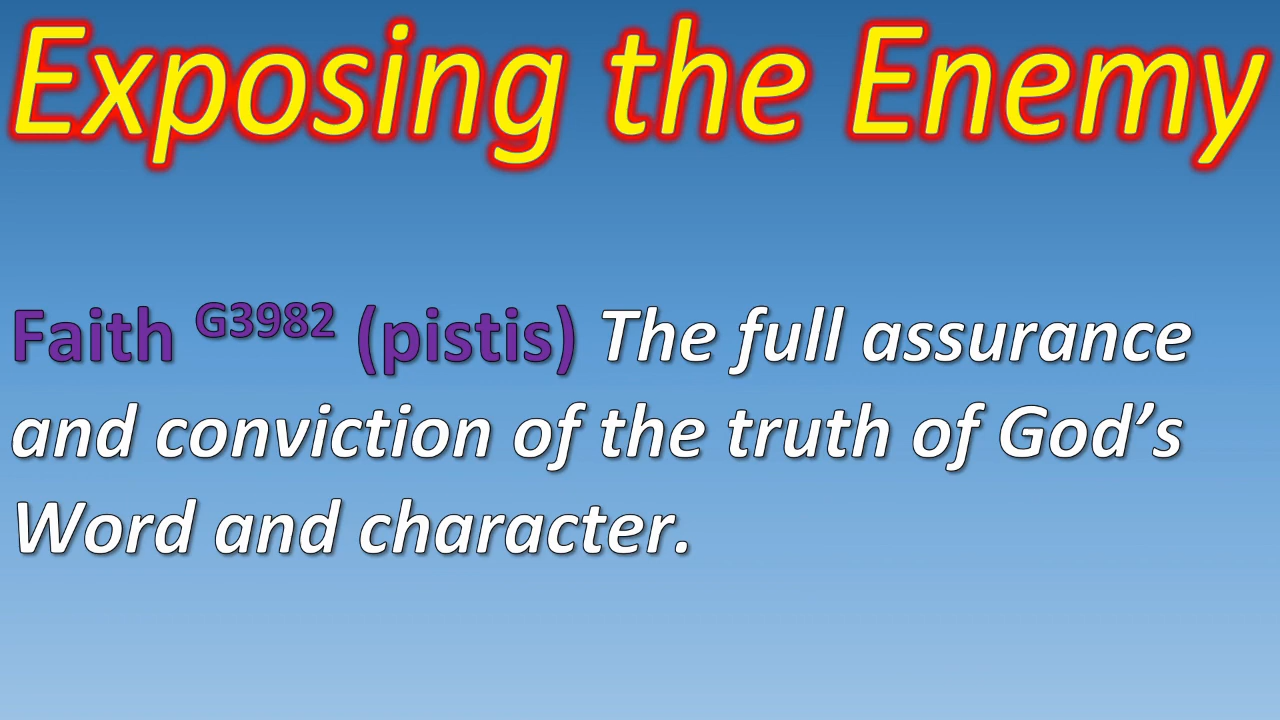 Exposing the Enemy
Faith G3982 (pistis) The full assurance
and conviction of the truth of God’s
Word and character.